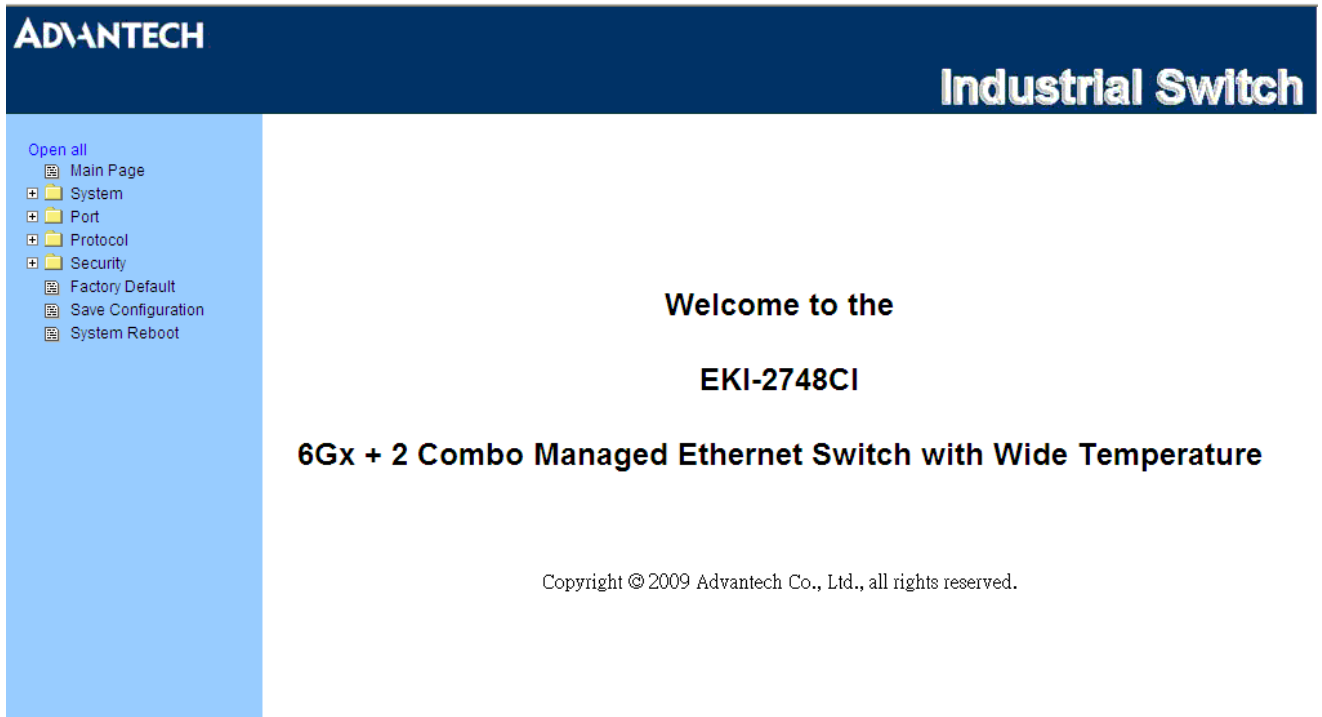 ADVANTECH
Industrial Switch
Open all
Main Page
System
Port
Protocol
Security
Factory Default
Save Configuration
System Reboot
Welcome to the
EKI-2748CI
6Gx + 2 Combo Managed Ethernet Switch with Wide Temperature
Copyright © 2009 Advantech Co., Ltd., all rights reserved.